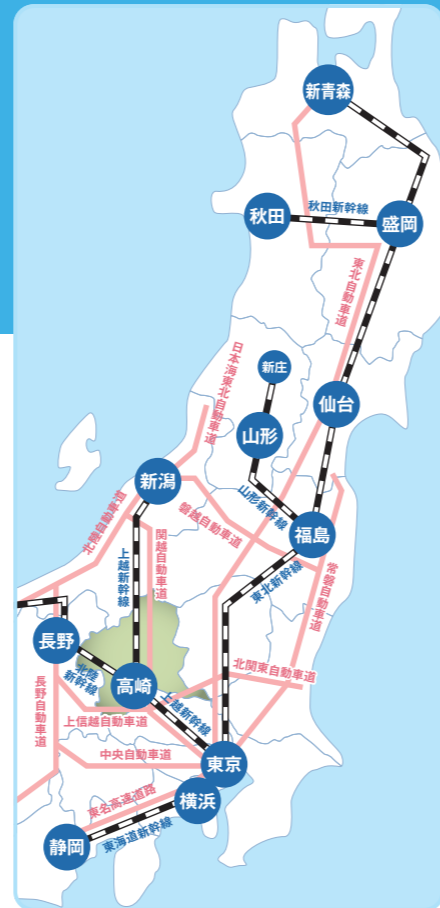 新青森
秋田
秋田新幹線
盛岡
東北自動車道
日本海東北自動車道
新庄
仙台
山形
新潟
北陸自動車道
山形新幹線
磐越自動車道
福島
上越新幹線
関越自動車道
東北新幹線
常磐自動車道
長野
北陸
新幹線
高崎
北関東自動車道
長野自動車道
上信越自動車道
上越新幹線
中央自動車道
東京
東名高速道路
横浜
東海道新幹線
静岡